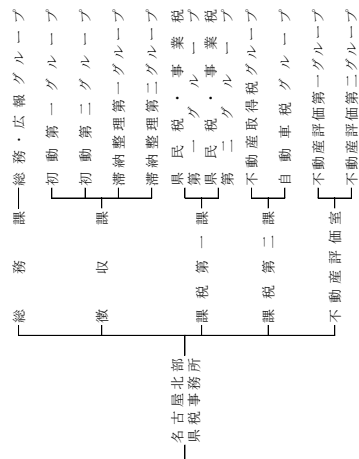 名古屋北部
県税事務所
総務課
総務・広報グループ
徴収課
初動第一グループ
初動第二グループ
滞納整理第一グループ
滞納整理第二グループ
課税第一課
県民税・事業税
第一グループ
県民税・事業税
第二グループ
課税第二課
不動産取得税グループ
自動車税グループ
不動産評価室
不動産評価第一グループ
不動産評価第二グループ